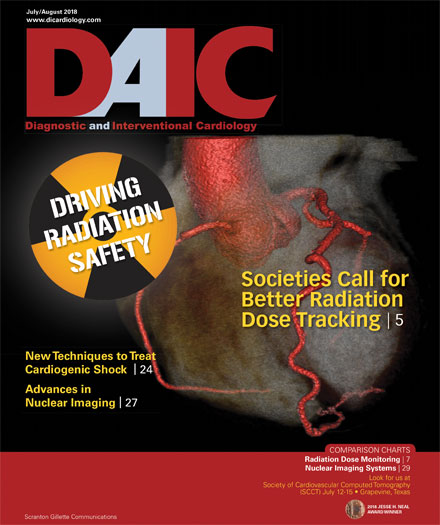 July/August 2018
www.dicardiology.com
DAIC
Diagnostic and Interventional Cardiology
DRIVING
RADIATION
SAFETY
Societies Call for
Better Radiation
Dose Tracking | 5
New Techniques to Treat
Cardiogenic Shock | 24
Advances in
Nuclear Imaging | 27
COMPARISON CHARTS
Radiation Dose Monitoring | 7
Nuclear Imaging Systems | 29
Look for us at
Society of Cardiovascular Computed Tomography
(SCCT) July 12-15 • Grapevine, Texas
2016 JESSE H. NEAL
AWARD WINNER
Scranton Gillette Communications